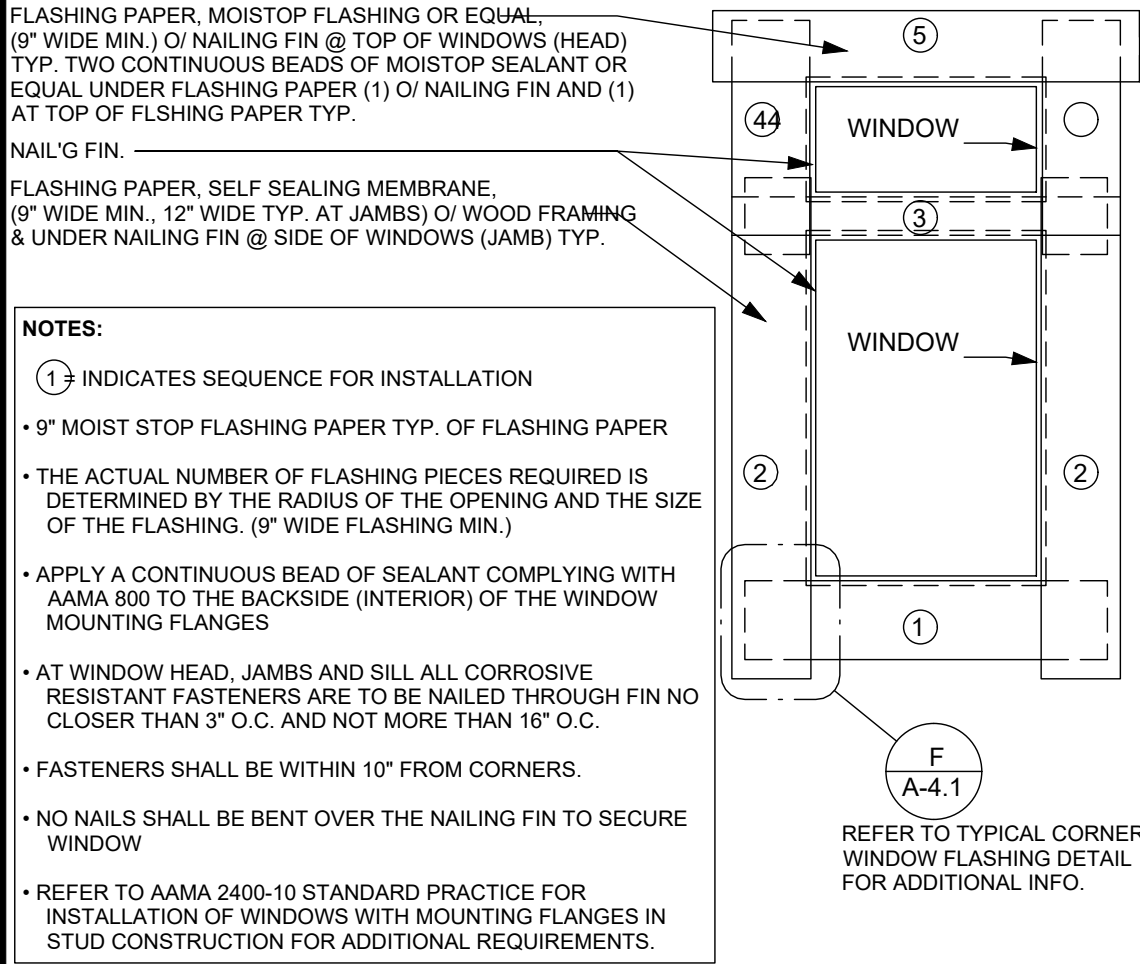 FLASHING PAPER, MOISTOP FLASHING OR EQUAL,
(9" WIDE MIN.) O/ NAILING FIN @ TOP OF WINDOWS (HEAD)
TYP. TWO CONTINUOUS BEADS OF MOISTOP SEALANT OR
EQUAL UNDER FLASHING PAPER (1) O/ NAILING FIN AND (1)
AT TOP OF FLSHING PAPER TYP.
NAIL'G FIN.
FLASHING PAPER, SELF SEALING MEMBRANE,
(9" WIDE MIN., 12" WIDE TYP. AT JAMBS) O/ WOOD FRAMING
& UNDER NAILING FIN @ SIDE OF WINDOWS (JAMB) TYP.
NOTES:
1 = INDICATES SEQUENCE FOR INSTALLATION
• 9" MOIST STOP FLASHING PAPER TYP. OF FLASHING PAPER
• THE ACTUAL NUMBER OF FLASHING PIECES REQUIRED IS
DETERMINED BY THE RADIUS OF THE OPENING AND THE SIZE
OF THE FLASHING. (9" WIDE FLASHING MIN.)
• APPLY A CONTINUOUS BEAD OF SEALANT COMPLYING WITH
AAMA 800 TO THE BACKSIDE (INTERIOR) OF THE WINDOW
MOUNTING FLANGES
• AT WINDOW HEAD, JAMBS AND SILL ALL CORROSIVE
RESISTANT FASTENERS ARE TO BE NAILED THROUGH FIN NO
CLOSER THAN 3" O.C. AND NOT MORE THAN 16" O.C.
• FASTENERS SHALL BE WITHIN 10" FROM CORNERS.
• NO NAILS SHALL BE BENT OVER THE NAILING FIN TO SECURE
WINDOW
• REFER TO AAMA 2400-10 STANDARD PRACTICE FOR
INSTALLATION OF WINDOWS WITH MOUNTING FLANGES IN
STUD CONSTRUCTION FOR ADDITIONAL REQUIREMENTS.
5
44
WINDOW
3
WINDOW
2
2
1
F
A-4.1
REFER TO TYPICAL CORNER
WINDOW FLASHING DETAIL
FOR ADDITIONAL INFO.